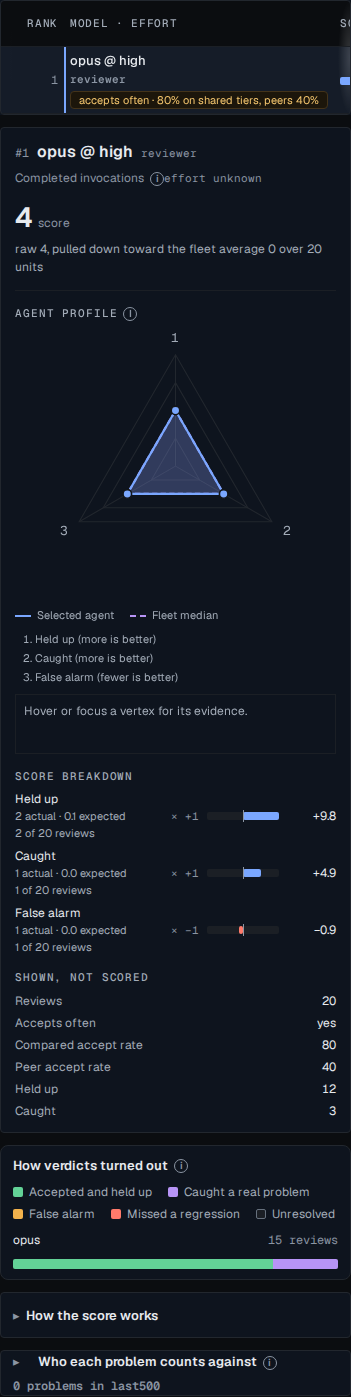 RANK MODEL · EFFORT
opus @ high
1 reviewer
accepts often · 80% on shared tiers, peers 40%
#1 opus @ high reviewer
Completed invocations ⓘ effort unknown
4 score
raw 4, pulled down toward the fleet average 0 over 20
units
AGENT PROFILE ⓘ
1
3
2
Selected agent Fleet median
1. Held up (more is better)
2. Caught (more is better)
3. False alarm (fewer is better)
Hover or focus a vertex for its evidence.
SCORE BREAKDOWN
Held up
2 actual · 0.1 expected × +1 +9.8
2 of 20 reviews
Caught
1 actual · 0.0 expected × +1 +4.9
1 of 20 reviews
False alarm
1 actual · 0.0 expected × −1 −0.9
1 of 20 reviews
SHOWN, NOT SCORED
Reviews 20
Accepts often yes
Compared accept rate 80
Peer accept rate 40
Held up 12
Caught 3
How verdicts turned out ⓘ
Accepted and held up Caught a real problem
False alarm Missed a regression Unresolved
opus 15 reviews
▸ How the score works
▸ Who each problem counts against ⓘ
0 problems in last500